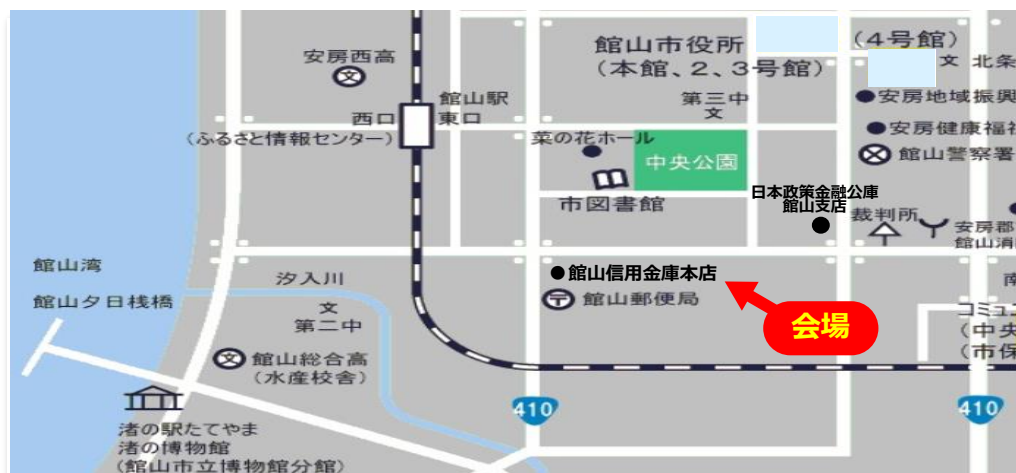 館山市役所
(本館、2、3号館)
(4号館)
文 北条
安房西高
文
館山駅
西口 東口
(ふるさと情報センター)
第三中
文
安房地域振興
菜の花ホール
安房健康福祉
中央公園
館山警察署
市図書館
日本政策金融公庫
館山支店
裁判所
安房郡
館山消
館山湾
汐入川
館山信用金庫本店
南
館山夕日桟橋
文
第二中
館山郵便局
会場
コミュニ
(中央
(市保
文
館山総合高
(水産校舎)
410
410
渚の駅たてやま
渚の博物館
(館山市立博物館分館)